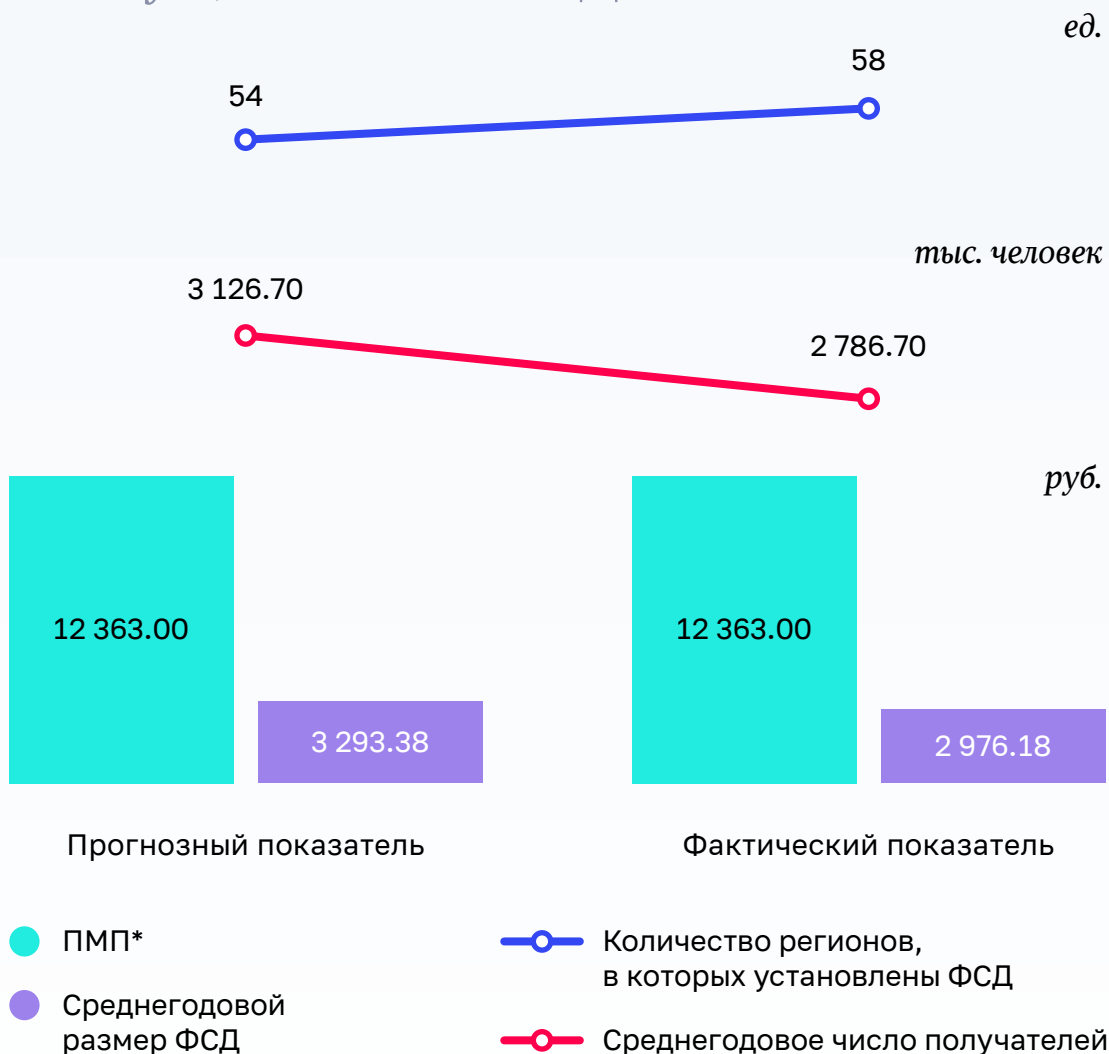 ед.
58
54
тыс. человек
3 126.70
2 786.70
руб.
12 363.00
12 363.00
3 293.38
2 976.18
Прогнозный показатель
Фактический показатель
ПМП*
Количество регионов,
в которых установлены ФСД
Среднегодовой
размер ФСД
Среднегодовое число получателей